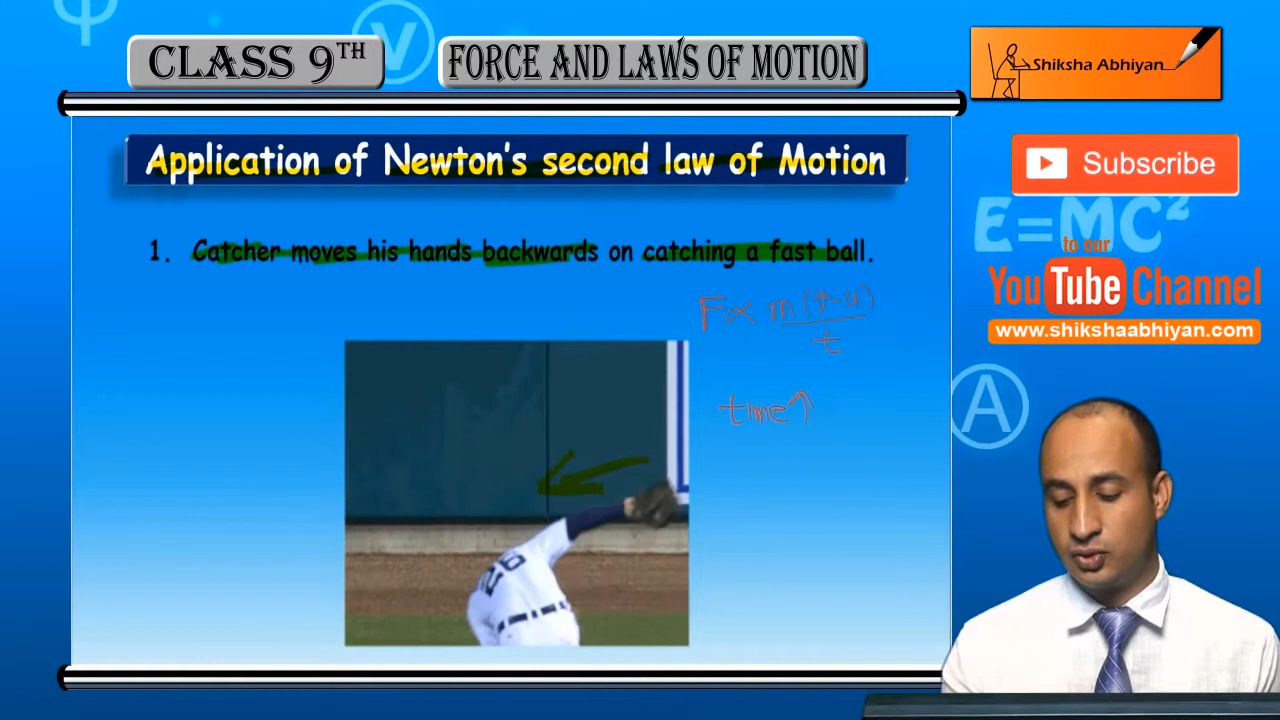 CLASS 9TH
FORCE AND LAWS OF MOTION
Shiksha Abhiyan
Application of Newton's second law of Motion
Subscribe
E=MC²
to our
YouTube Channel
www.shikshaabhiyan.com
1. Catcher moves his hands backwards on catching a fast ball.
F∝ m(v-u)
t
time↑
A
V
φ
26